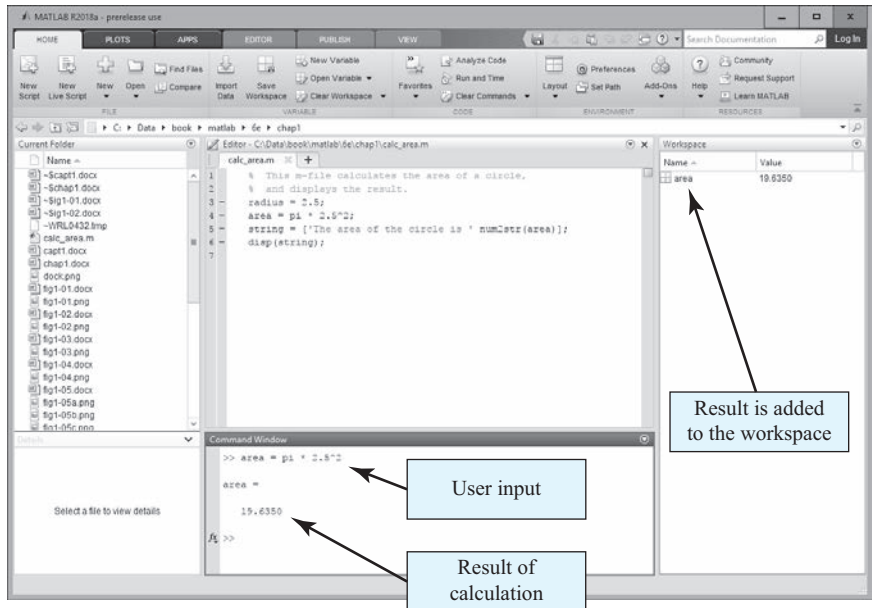 MATLAB R2018a - prerelease use
HOME PLOTS APPS EDITOR PUBLISH VIEW Search Documentation Log In
New Script
New Live Script
New
Open
Find Files
Compare
FILE
Import Data
Save Workspace
New Variable
Open Variable
Clear Workspace
VARIABLE
Favorites
Analyze Code
Run and Time
Clear Commands
CODE
Layout
Preferences
Set Path
Add-Ons
ENVIRONMENT
Help
Community
Request Support
Learn MATLAB
RESOURCES
C: Data book matlab 6e chap1
Current Folder
Name
~$capt1.docx
~$chap1.docx
~$ig1-01.docx
~$ig1-02.docx
~WRL0432.tmp
calc_area.m
capt1.docx
chap1.docx
dock.png
fig1-01.docx
fig1-01.png
fig1-02.docx
fig1-02.png
fig1-03.docx
fig1-03.png
fig1-04.docx
fig1-04.png
fig1-05.docx
fig1-05a.png
fig1-05b.png
fig1-05c.png
Details
Select a file to view details
Editor - C:\Data\book\matlab\6e\chap1\calc_area.m
calc_area.m
1 % This m-file calculates the area of a circle,
2 % and displays the result.
3 - radius = 2.5;
4 - area = pi * 2.5^2;
5 - string = ['The area of the circle is ' num2str(area)];
6 - disp(string);
7
Command Window
>> area = pi * 2.5^2
area =
19.6350
fx >>
Workspace
Name Value
area 19.6350
Result is added
to the workspace
User input
Result of
calculation